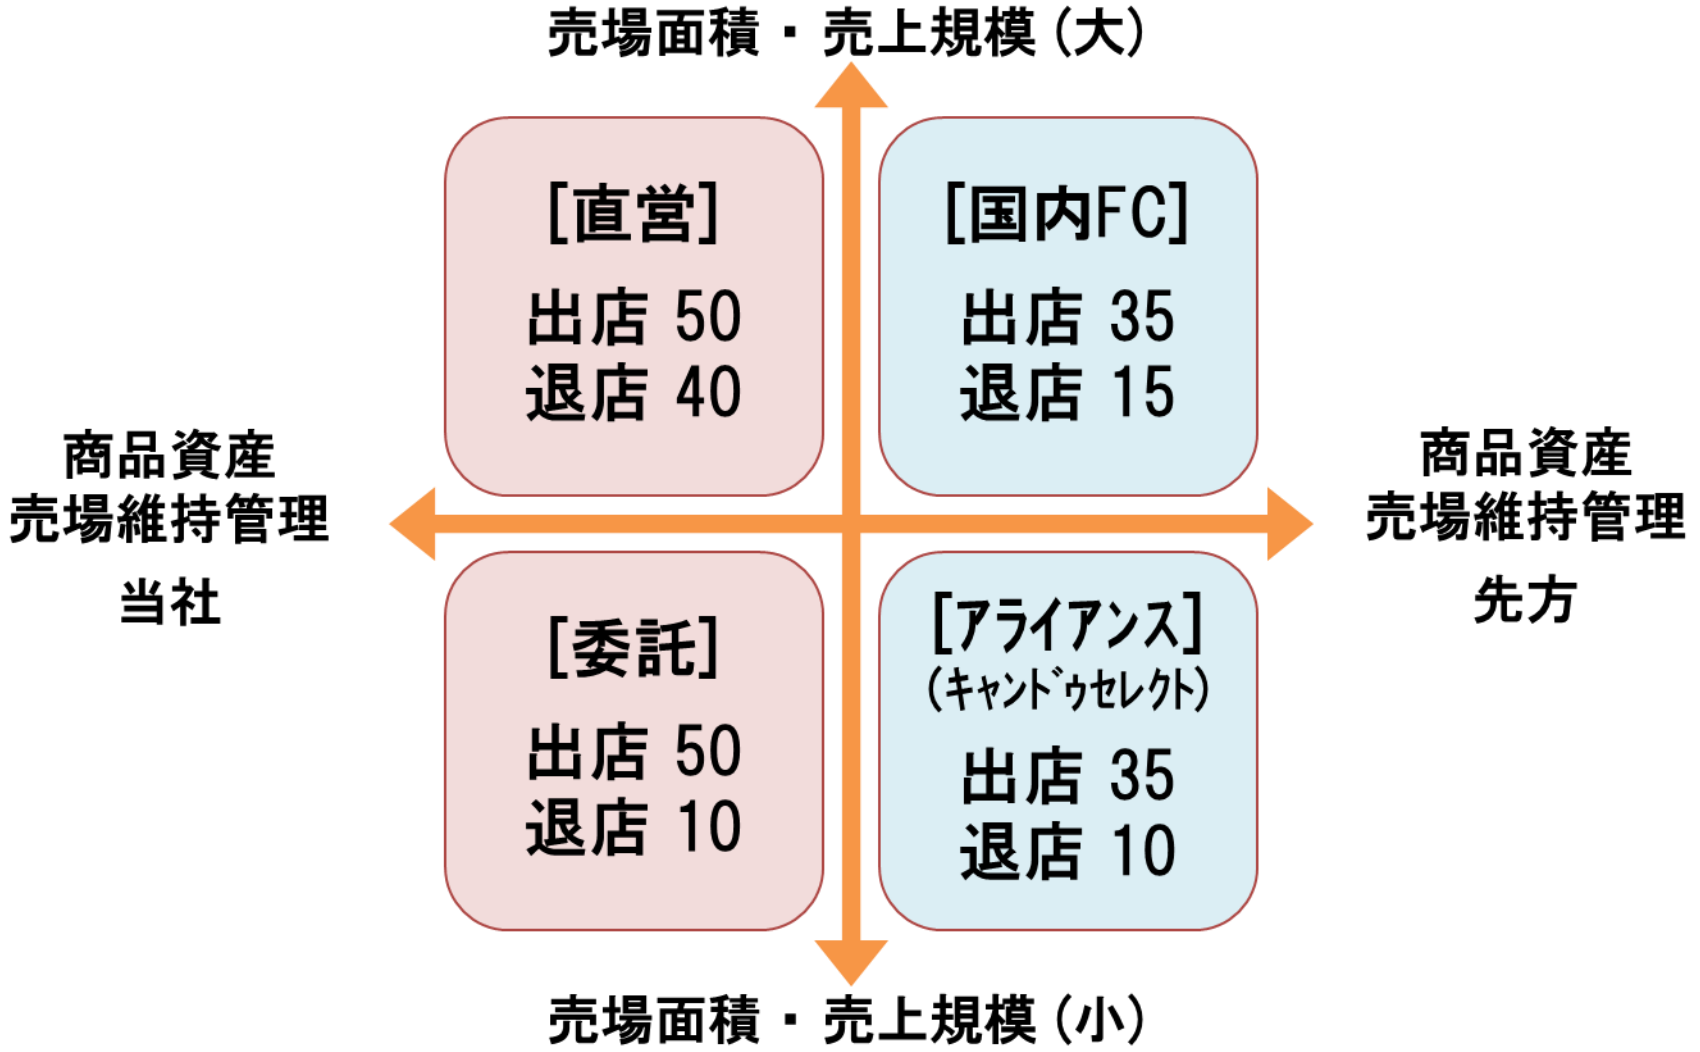 売場面積・売上規模(大)
[直営]
出店 50
退店 40
[国内FC]
出店 35
退店 15
商品資産
売場維持管理
当社
商品資産
売場維持管理
先方
[委託]
出店 50
退店 10
[アライアンス]
(キャンドゥセレクト)
出店 35
退店 10
売場面積・売上規模(小)